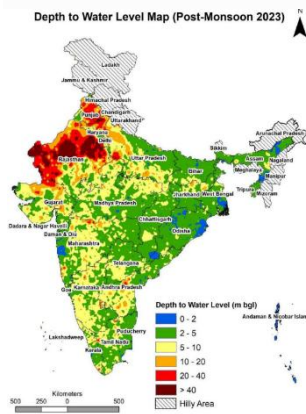 Depth to Water Level Map (Post-Monsoon 2023)
Ladakh
Jammu & Kashmir
Himachal Pradesh
Punjab
Chandigarh
Uttarakhand
Haryana
Delhi
Arunachal Pradesh
Sikkim
Rajasthan
Uttar Pradesh
Assam
Nagaland
Bihar
Meghalaya
Manipur
Tripura
Mizoram
Gujarat
Madhya Pradesh
Jharkhand
West Bengal
Chhattisgarh
Dadara & Nagar Havaili
Daman & Diu
Odisha
Maharashtra
Telangana
Goa
Karnataka
Andhra Pradesh
Andaman & Nicobar Island
Lakshadweep
Puducherry
Tamil Nadu
Kerala
Depth to Water Level (m bgl)
0 - 2
2 - 5
5 - 10
10 - 20
20 - 40
> 40
Hilly Area
Kilometers
500 250 0 500